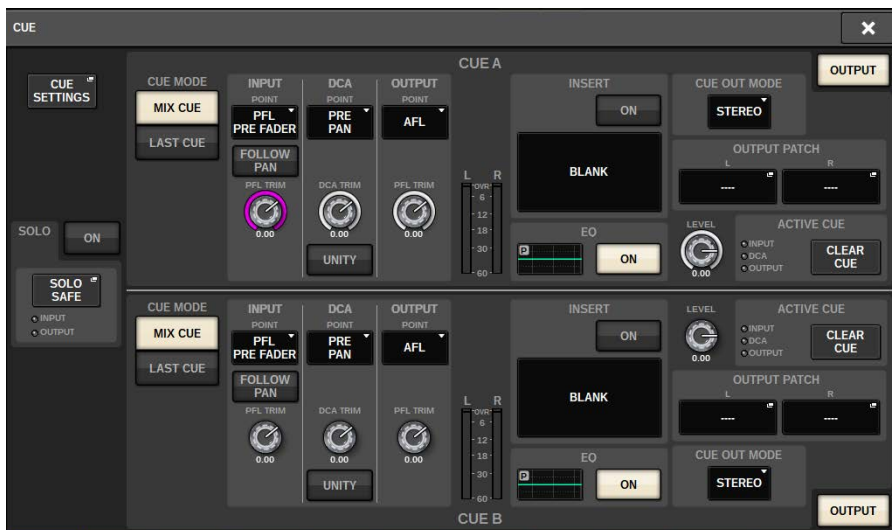 CUE
CUE SETTINGS
SOLO
ON
SOLO SAFE
INPUT
OUTPUT
CUE A
CUE MODE
MIX CUE
LAST CUE
INPUT
POINT
PFL PRE FADER
FOLLOW PAN
PFL TRIM
0.00
DCA
POINT
PRE PAN
DCA TRIM
0.00
UNITY
OUTPUT
POINT
AFL
PFL TRIM
0.00
L R
OVR
6
12
18
30
60
INSERT
ON
BLANK
EQ
P
ON
CUE OUT MODE
STEREO
OUTPUT
OUTPUT PATCH
L R
---- ----
LEVEL
0.00
ACTIVE CUE
INPUT
DCA
OUTPUT
CLEAR CUE
CUE MODE
MIX CUE
LAST CUE
INPUT
POINT
PFL PRE FADER
FOLLOW PAN
PFL TRIM
0.00
DCA
POINT
PRE PAN
DCA TRIM
0.00
UNITY
OUTPUT
POINT
AFL
PFL TRIM
0.00
L R
OVR
6
12
18
30
60
INSERT
ON
BLANK
EQ
P
ON
LEVEL
0.00
ACTIVE CUE
INPUT
DCA
OUTPUT
CLEAR CUE
OUTPUT PATCH
L R
---- ----
CUE OUT MODE
STEREO
OUTPUT
CUE B